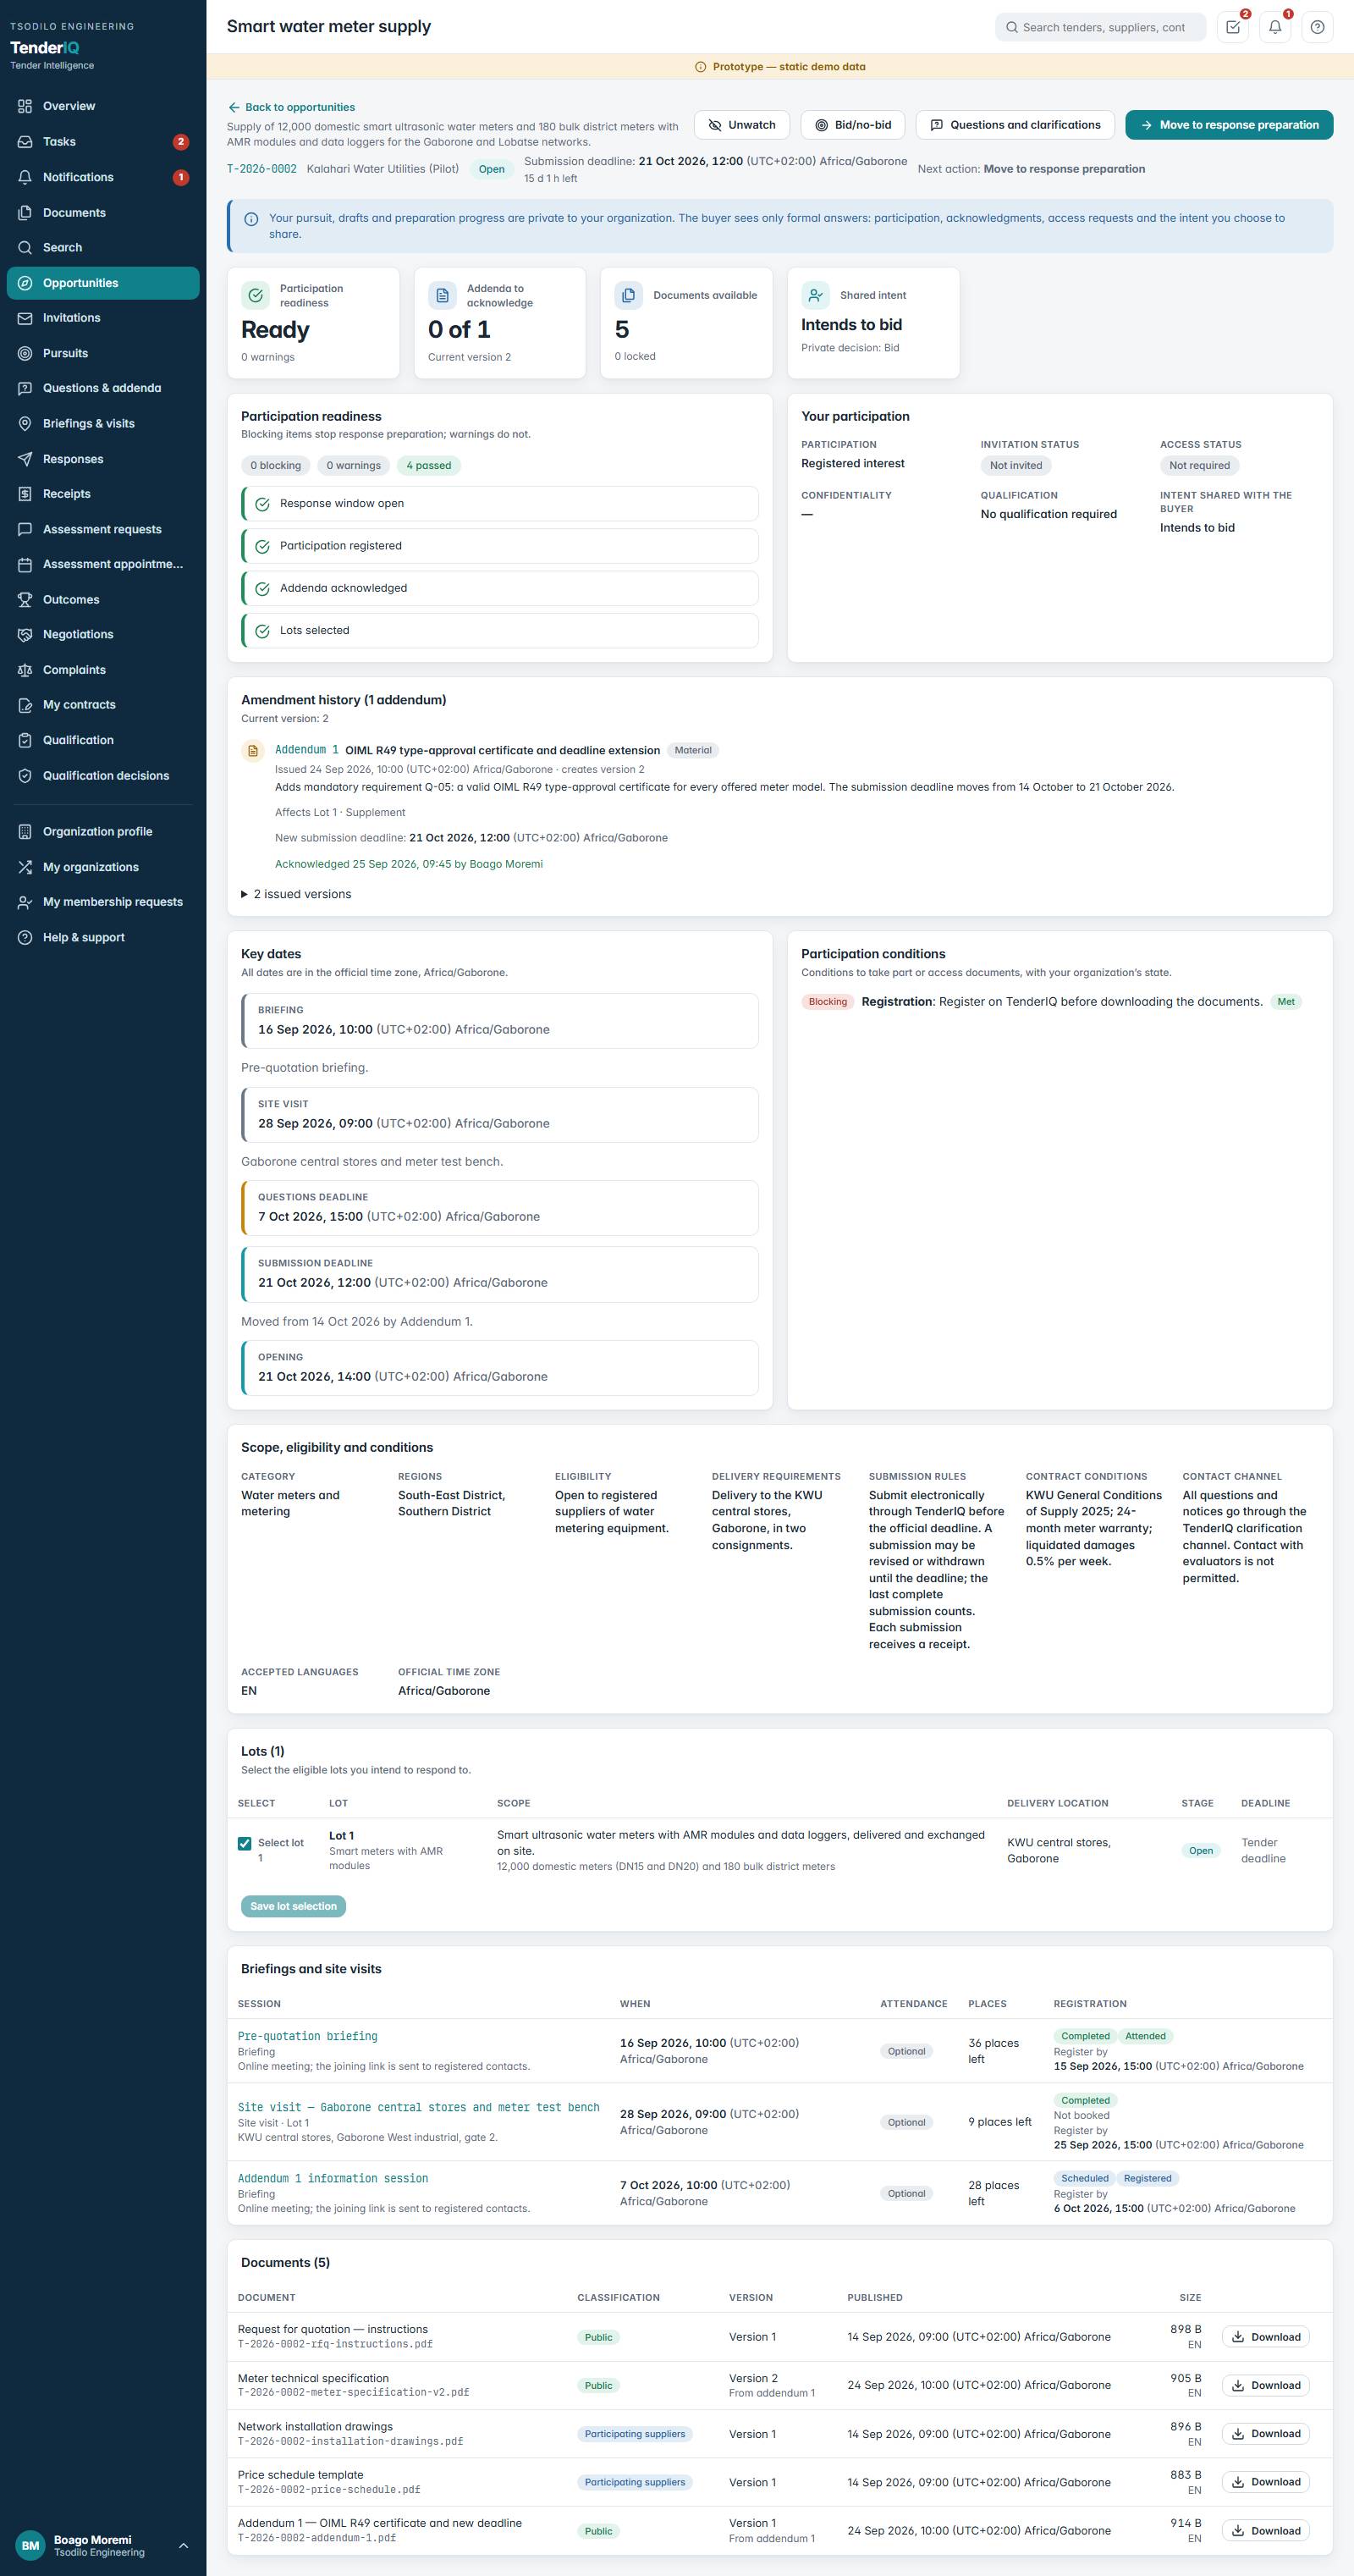 TSODILO ENGINEERING
TenderIQ
Tender Intelligence
Overview
Tasks 2
Notifications 1
Documents
Search
Opportunities
Invitations
Pursuits
Questions & addenda
Briefings & visits
Responses
Receipts
Assessment requests
Assessment appointme...
Outcomes
Negotiations
Complaints
My contracts
Qualification
Qualification decisions
Organization profile
My organizations
My membership requests
Help & support
BM
Boago Moremi
Tsodilo Engineering
Smart water meter supply
Search tenders, suppliers, cont
2
1
Prototype — static demo data
Back to opportunities
Supply of 12,000 domestic smart ultrasonic water meters and 180 bulk district meters with
AMR modules and data loggers for the Gaborone and Lobatse networks.
Unwatch
Bid/no-bid
Questions and clarifications
Move to response preparation
T-2026-0002 Kalahari Water Utilities (Pilot) Open Submission deadline: 21 Oct 2026, 12:00 (UTC+02:00) Africa/Gaborone
15 d 1 h left
Next action: Move to response preparation
Your pursuit, drafts and preparation progress are private to your organization. The buyer sees only formal answers: participation, acknowledgments, access requests and the intent you choose to
share.
Participation
readiness
Ready
0 warnings
Addenda to
acknowledge
0 of 1
Current version 2
Documents available
5
0 locked
Shared intent
Intends to bid
Private decision: Bid
Participation readiness
Blocking items stop response preparation; warnings do not.
0 blocking 0 warnings 4 passed
Response window open
Participation registered
Addenda acknowledged
Lots selected
Your participation
PARTICIPATION
Registered interest
INVITATION STATUS
Not invited
ACCESS STATUS
Not required
CONFIDENTIALITY
—
QUALIFICATION
No qualification required
INTENT SHARED WITH THE
BUYER
Intends to bid
Amendment history (1 addendum)
Current version: 2
Addendum 1 OIML R49 type-approval certificate and deadline extension Material
Issued 24 Sep 2026, 10:00 (UTC+02:00) Africa/Gaborone · creates version 2
Adds mandatory requirement Q-05: a valid OIML R49 type-approval certificate for every offered meter model. The submission deadline moves from 14 October to 21 October 2026.
Affects Lot 1 · Supplement
New submission deadline: 21 Oct 2026, 12:00 (UTC+02:00) Africa/Gaborone
Acknowledged 25 Sep 2026, 09:45 by Boago Moremi
2 issued versions
Key dates
All dates are in the official time zone, Africa/Gaborone.
BRIEFING
16 Sep 2026, 10:00 (UTC+02:00) Africa/Gaborone
Pre-quotation briefing.
SITE VISIT
28 Sep 2026, 09:00 (UTC+02:00) Africa/Gaborone
Gaborone central stores and meter test bench.
QUESTIONS DEADLINE
7 Oct 2026, 15:00 (UTC+02:00) Africa/Gaborone
SUBMISSION DEADLINE
21 Oct 2026, 12:00 (UTC+02:00) Africa/Gaborone
Moved from 14 Oct 2026 by Addendum 1.
OPENING
21 Oct 2026, 14:00 (UTC+02:00) Africa/Gaborone
Participation conditions
Conditions to take part or access documents, with your organization's state.
Blocking Registration: Register on TenderIQ before downloading the documents. Met
Scope, eligibility and conditions
CATEGORY
Water meters and
metering
REGIONS
South-East District,
Southern District
ELIGIBILITY
Open to registered
suppliers of water
metering equipment.
DELIVERY REQUIREMENTS
Delivery to the KWU
central stores,
Gaborone, in two
consignments.
SUBMISSION RULES
Submit electronically
through TenderIQ before
the official deadline. A
submission may be
revised or withdrawn
until the deadline; the
last complete
submission counts.
Each submission
receives a receipt.
CONTRACT CONDITIONS
KWU General Conditions
of Supply 2025; 24-
month meter warranty;
liquidated damages
0.5% per week.
CONTACT CHANNEL
All questions and
notices go through the
TenderIQ clarification
channel. Contact with
evaluators is not
permitted.
ACCEPTED LANGUAGES
EN
OFFICIAL TIME ZONE
Africa/Gaborone
Lots (1)
Select the eligible lots you intend to respond to.
SELECT LOT SCOPE DELIVERY LOCATION STAGE DEADLINE
Select lot
1
Lot 1
Smart meters with AMR
modules
Smart ultrasonic water meters with AMR modules and data loggers, delivered and exchanged
on site.
12,000 domestic meters (DN15 and DN20) and 180 bulk district meters
KWU central stores,
Gaborone
Open
Tender
deadline
Save lot selection
Briefings and site visits
SESSION WHEN ATTENDANCE PLACES REGISTRATION
Pre-quotation briefing
Briefing
Online meeting; the joining link is sent to registered contacts.
16 Sep 2026, 10:00 (UTC+02:00)
Africa/Gaborone
Optional
36 places
left
Completed Attended
Register by
15 Sep 2026, 15:00 (UTC+02:00) Africa/Gaborone
Site visit — Gaborone central stores and meter test bench
Site visit · Lot 1
KWU central stores, Gaborone West industrial, gate 2.
28 Sep 2026, 09:00 (UTC+02:00)
Africa/Gaborone
Optional
9 places left
Completed
Not booked
Register by
25 Sep 2026, 15:00 (UTC+02:00) Africa/Gaborone
Addendum 1 information session
Briefing
Online meeting; the joining link is sent to registered contacts.
7 Oct 2026, 10:00 (UTC+02:00)
Africa/Gaborone
Optional
28 places
left
Scheduled Registered
Register by
6 Oct 2026, 15:00 (UTC+02:00) Africa/Gaborone
Documents (5)
DOCUMENT CLASSIFICATION VERSION PUBLISHED SIZE
Request for quotation — instructions
T-2026-0002-rfq-instructions.pdf
Public
Version 1
14 Sep 2026, 09:00 (UTC+02:00) Africa/Gaborone
898 B
EN
Download
Meter technical specification
T-2026-0002-meter-specification-v2.pdf
Public
Version 2
From addendum 1
24 Sep 2026, 10:00 (UTC+02:00) Africa/Gaborone
905 B
EN
Download
Network installation drawings
T-2026-0002-installation-drawings.pdf
Participating suppliers
Version 1
14 Sep 2026, 09:00 (UTC+02:00) Africa/Gaborone
896 B
EN
Download
Price schedule template
T-2026-0002-price-schedule.pdf
Participating suppliers
Version 1
14 Sep 2026, 09:00 (UTC+02:00) Africa/Gaborone
883 B
EN
Download
Addendum 1 — OIML R49 certificate and new deadline
T-2026-0002-addendum-1.pdf
Public
Version 1
From addendum 1
24 Sep 2026, 10:00 (UTC+02:00) Africa/Gaborone
914 B
EN
Download